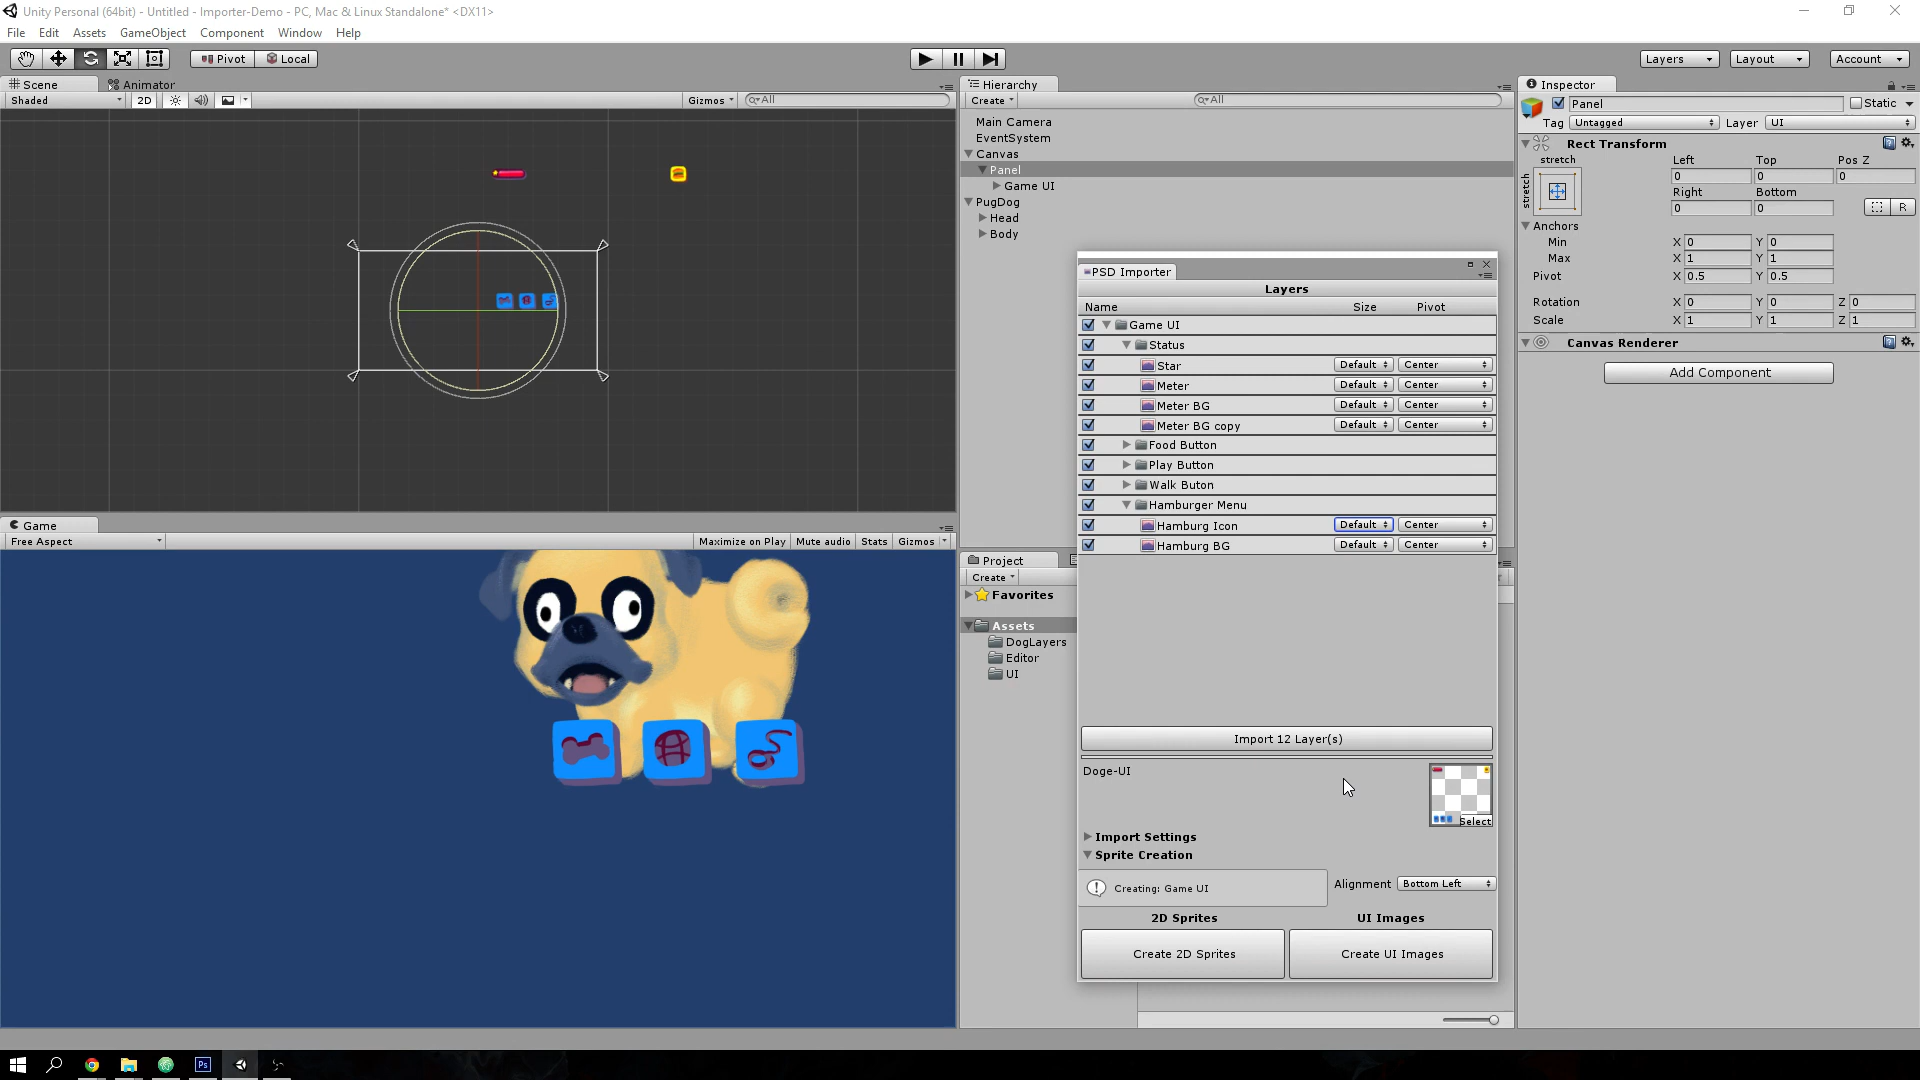 Unity Personal (64bit) - Untitled - Importer-Demo - PC, Mac & Linux Standalone* <DX11>
File Edit Assets GameObject Component Window Help
Pivot Local Layers Layout Account
Scene Animator
Shaded 2D Gizmos All
Hierarchy
Create All
Main Camera
EventSystem
Canvas
Panel
Game UI
PugDog
Head
Body
Inspector
Panel Static
Tag Untagged Layer UI
Rect Transform
stretch Left Top Pos Z
stretch
0 0 0
Right Bottom
0 0 R
Anchors
Min X 0 Y 0
Max X 1 Y 1
Pivot X 0.5 Y 0.5
Rotation X 0 Y 0 Z 0
Scale X 1 Y 1 Z 1
Canvas Renderer
Add Component
PSD Importer
Layers
Name Size Pivot
Game UI
Status
Star Default Center
Meter Default Center
Meter BG Default Center
Meter BG copy Default Center
Food Button
Play Button
Walk Buton
Hamburger Menu
Hamburg Icon Default Center
Hamburg BG Default Center
Import 12 Layer(s)
Doge-UI
Select
Import Settings
Sprite Creation
Creating: Game UI Alignment Bottom Left
2D Sprites UI Images
Create 2D Sprites Create UI Images
Game
Free Aspect Maximize on Play Mute audio Stats Gizmos
Project
Create
Favorites
Assets
DogLayers
Editor
UI
Ps